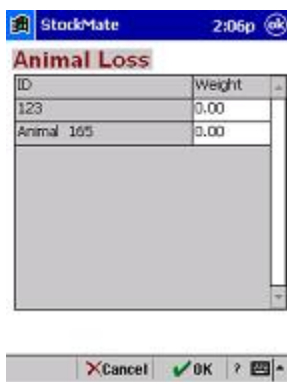 StockMate 2:06p ok
Animal Loss
ID Weight
123 0.00
Animal 165 0.00
Cancel OK ?